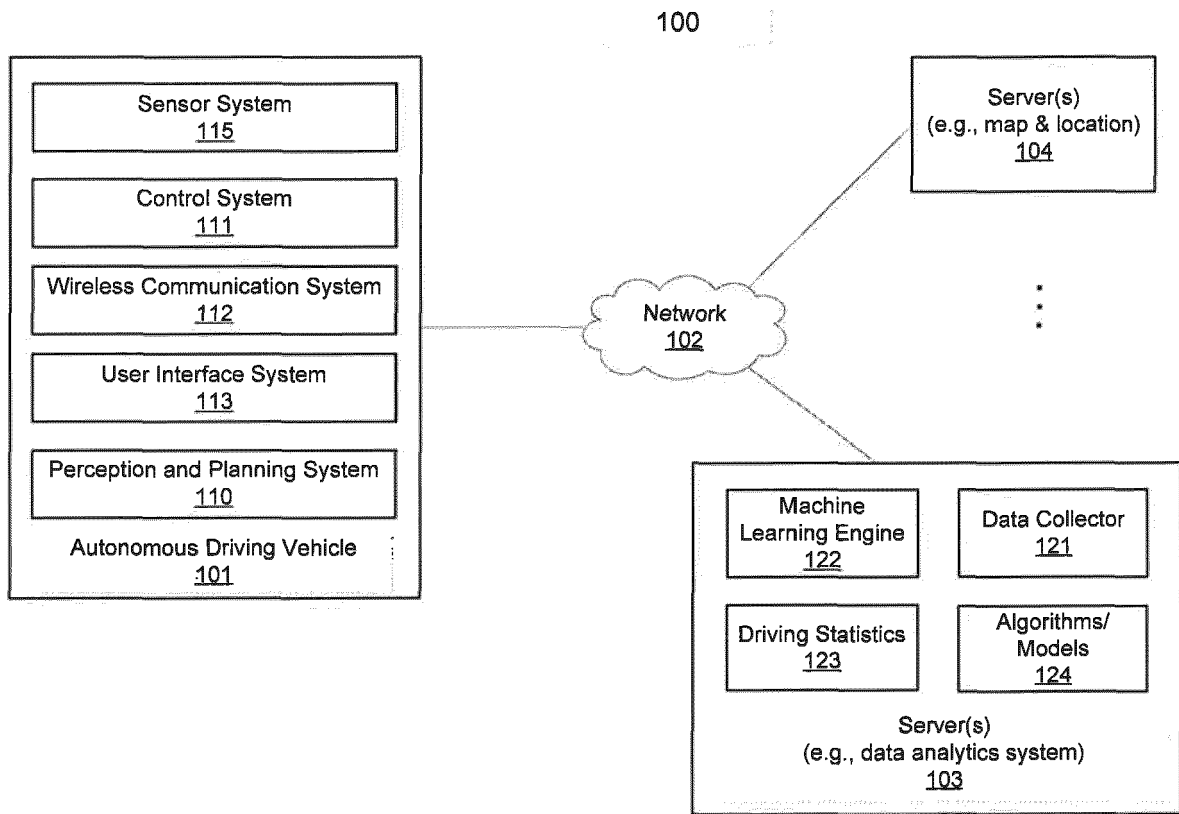 100
Sensor System
115
Control System
111
Wireless Communication System
112
User Interface System
113
Perception and Planning System
110
Autonomous Driving Vehicle
101
Network
102
Server(s)
(e.g., map & location)
104
Machine
Learning Engine
122
Data Collector
121
Driving Statistics
123
Algorithms/
Models
124
Server(s)
(e.g., data analytics system)
103